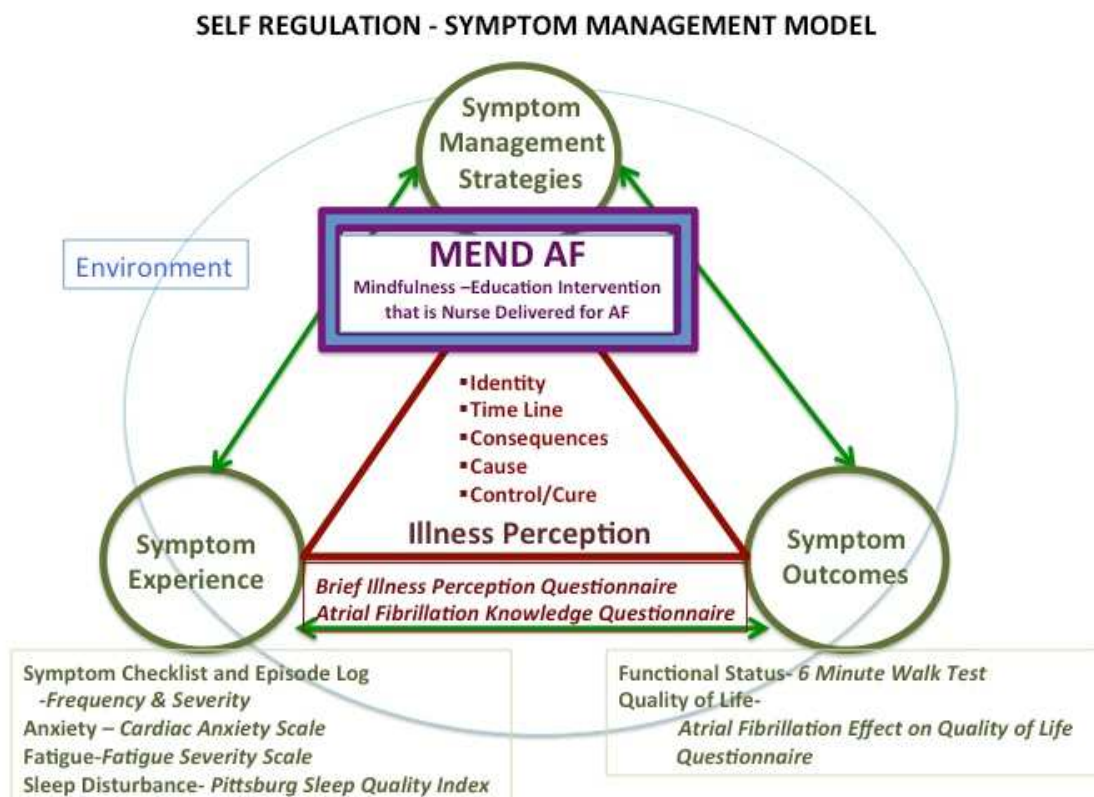 SELF REGULATION - SYMPTOM MANAGEMENT MODEL
Symptom
Management
Strategies
MEND AF
Mindfulness –Education Intervention
that is Nurse Delivered for AF
Environment
▪Identity
▪Time Line
▪Consequences
▪Cause
▪Control/Cure
Illness Perception
Symptom
Experience
Symptom
Outcomes
Brief Illness Perception Questionnaire
Atrial Fibrillation Knowledge Questionnaire
Symptom Checklist and Episode Log
-Frequency & Severity
Anxiety – Cardiac Anxiety Scale
Fatigue-Fatigue Severity Scale
Sleep Disturbance- Pittsburg Sleep Quality Index
Functional Status- 6 Minute Walk Test
Quality of Life-
Atrial Fibrillation Effect on Quality of Life
Questionnaire